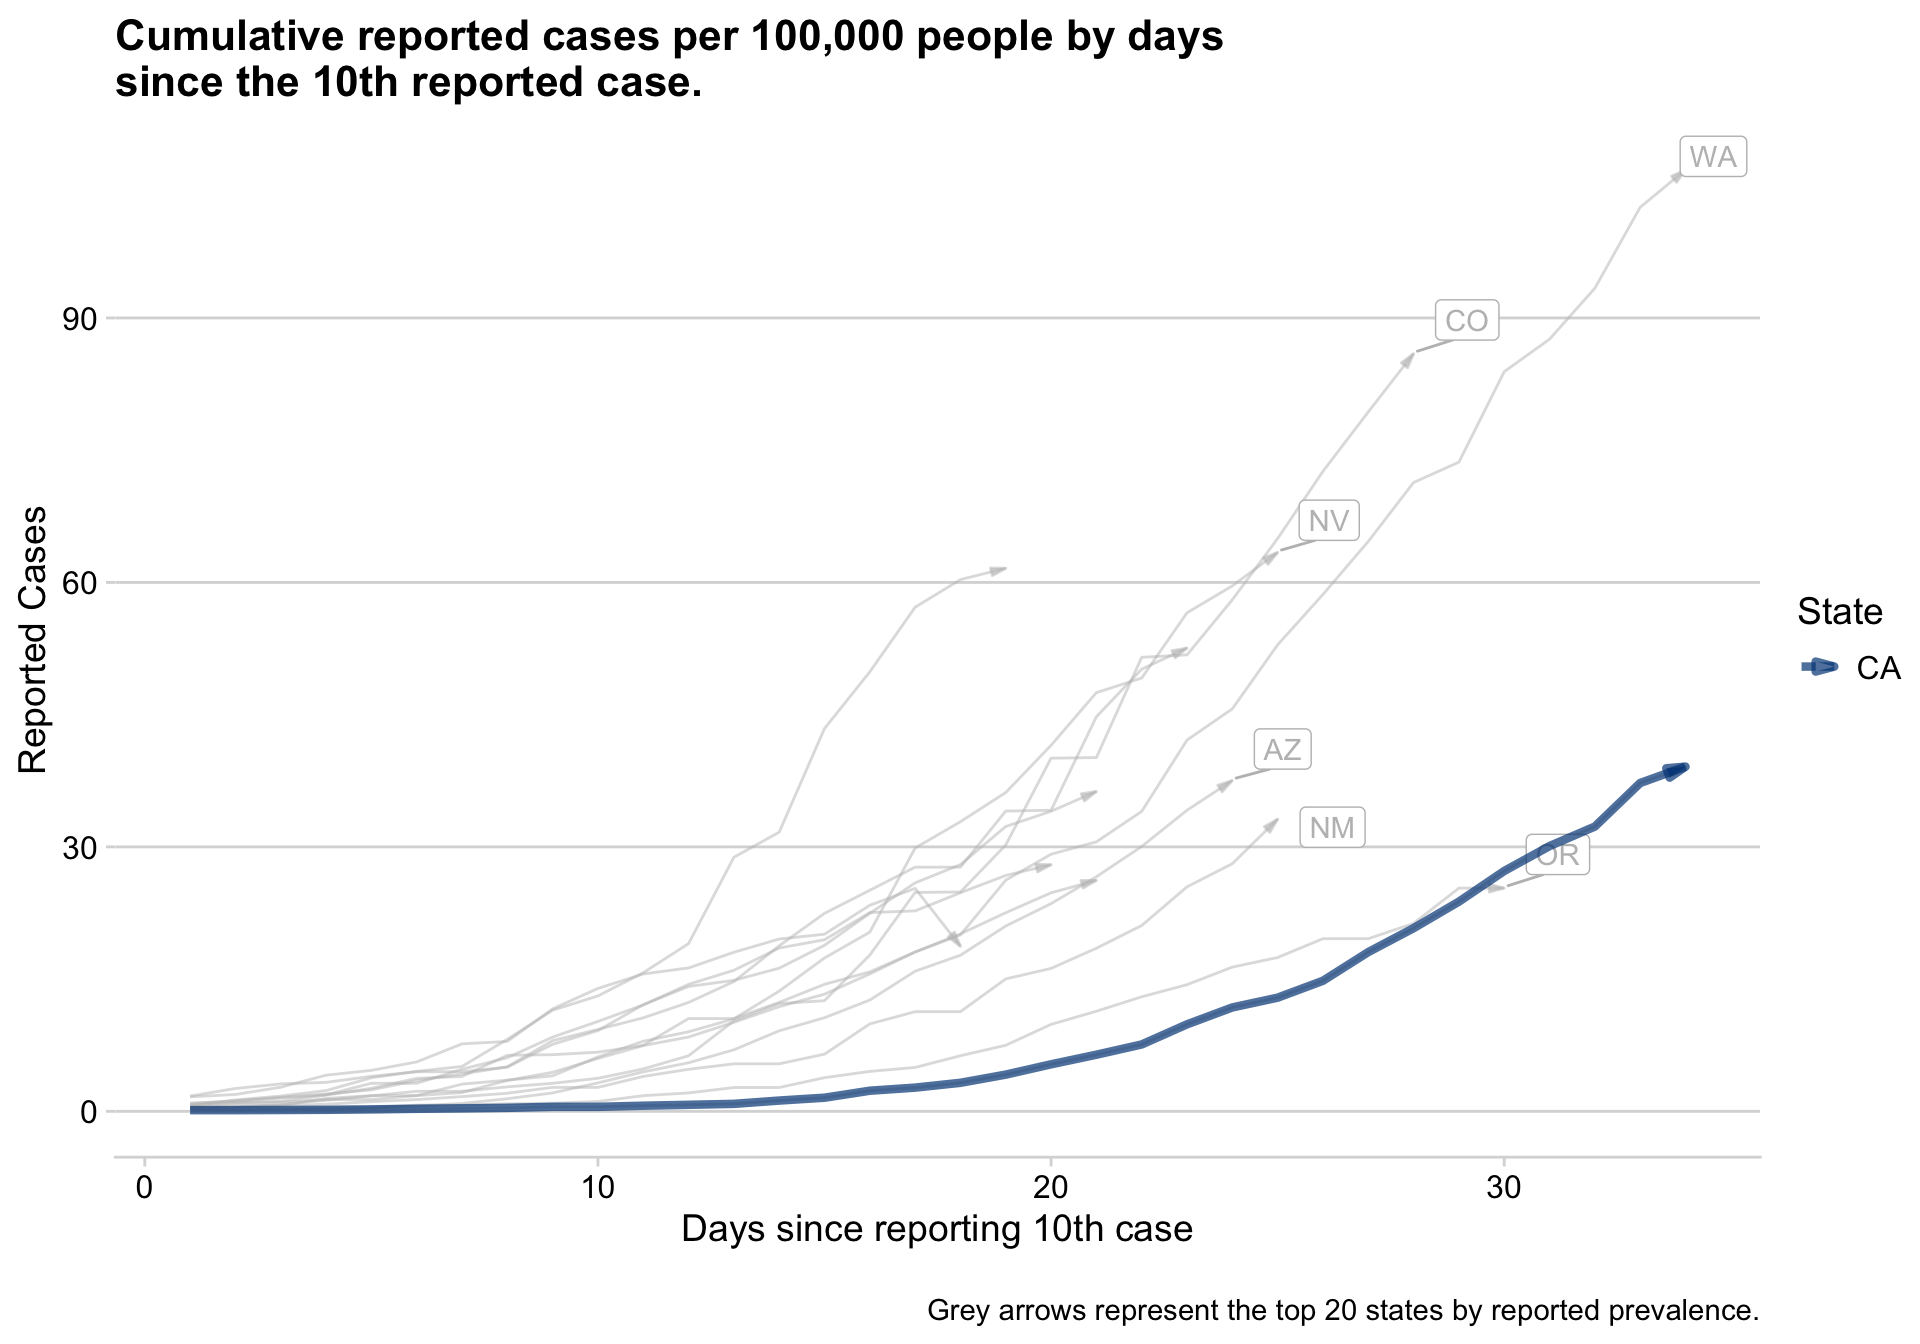 Cumulative reported cases per 100,000 people by days
since the 10th reported case.
WA
CO
90
NV
60
Reported Cases
State
CA
AZ
NM
30
OR
0
0 10 20 30
Days since reporting 10th case
Grey arrows represent the top 20 states by reported prevalence.